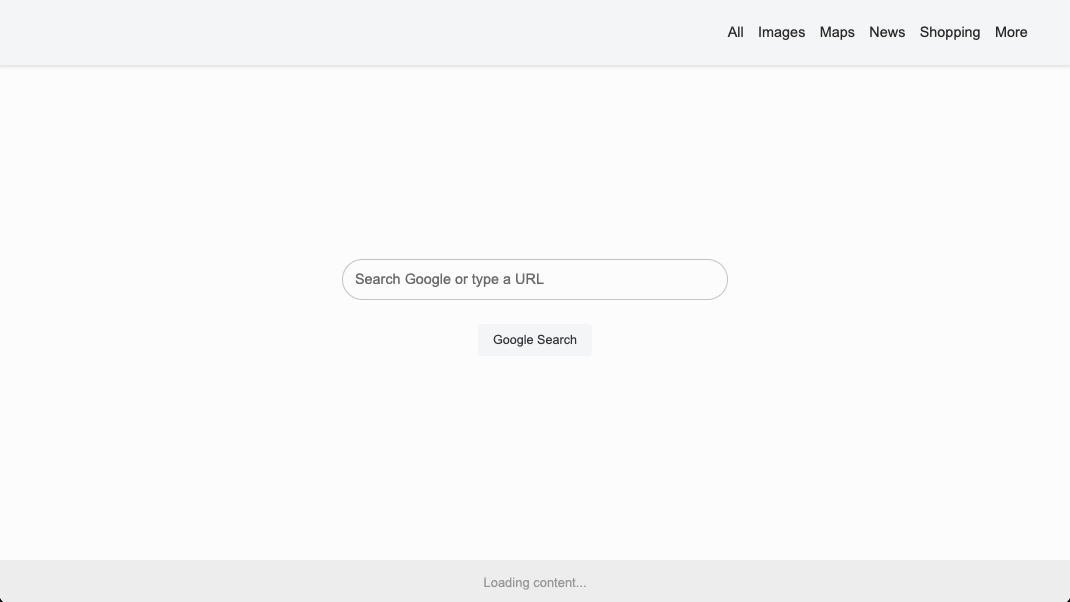 All Images Maps News Shopping More
Search Google or type a URL
Google Search
Loading content...